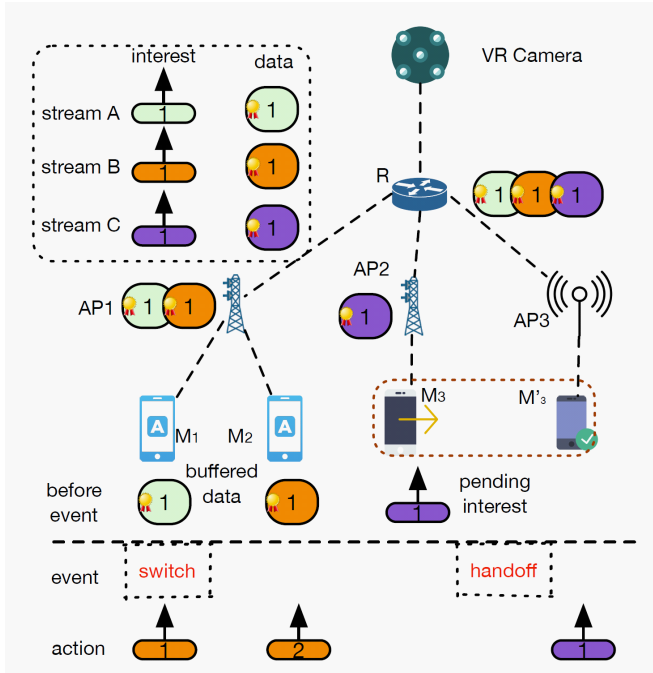 interest
data
VR Camera
stream A
1
1
stream B
1
1
stream C
1
1
R
1
1
1
AP1
1
1
AP2
1
AP3
A
M1
M2
A
M3
M'3
buffered
data
before
event
1
1
1
pending
interest
event
switch
handoff
action
1
2
1